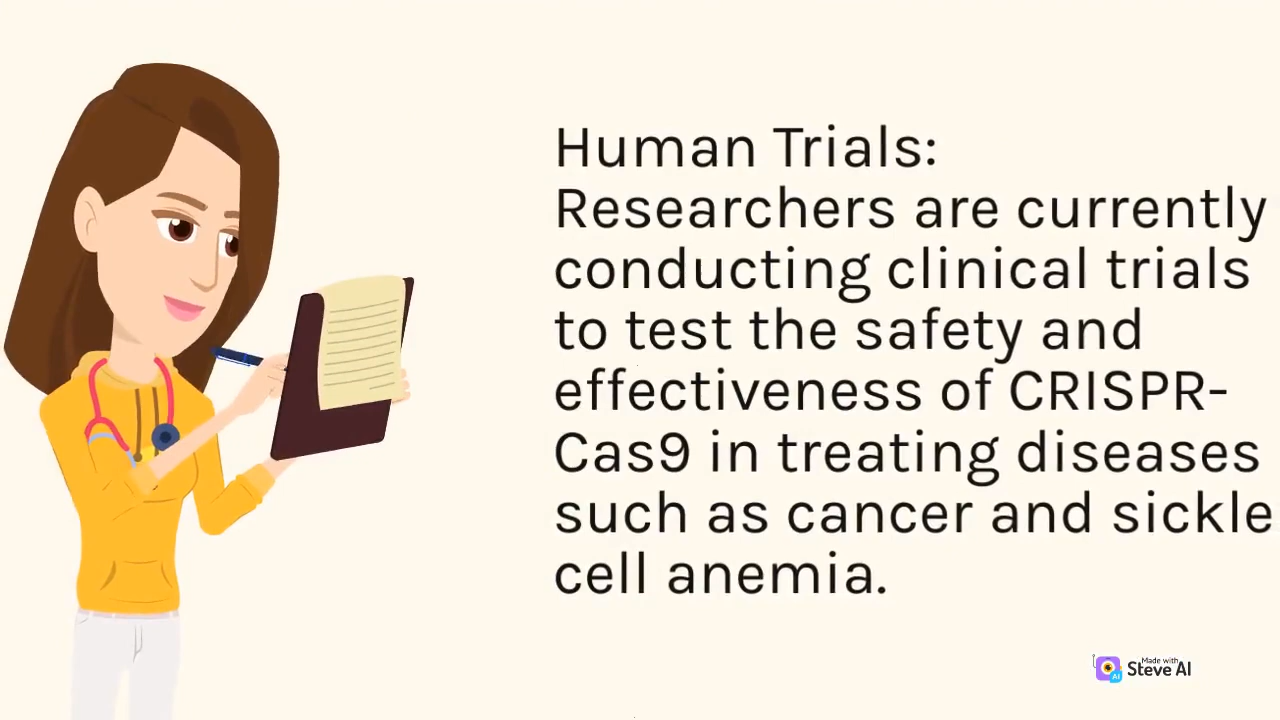 Human Trials:
Researchers are currently
conducting clinical trials
to test the safety and
effectiveness of CRISPR-
Cas9 in treating diseases
such as cancer and sickle
cell anemia.
Made with
Steve AI
AI